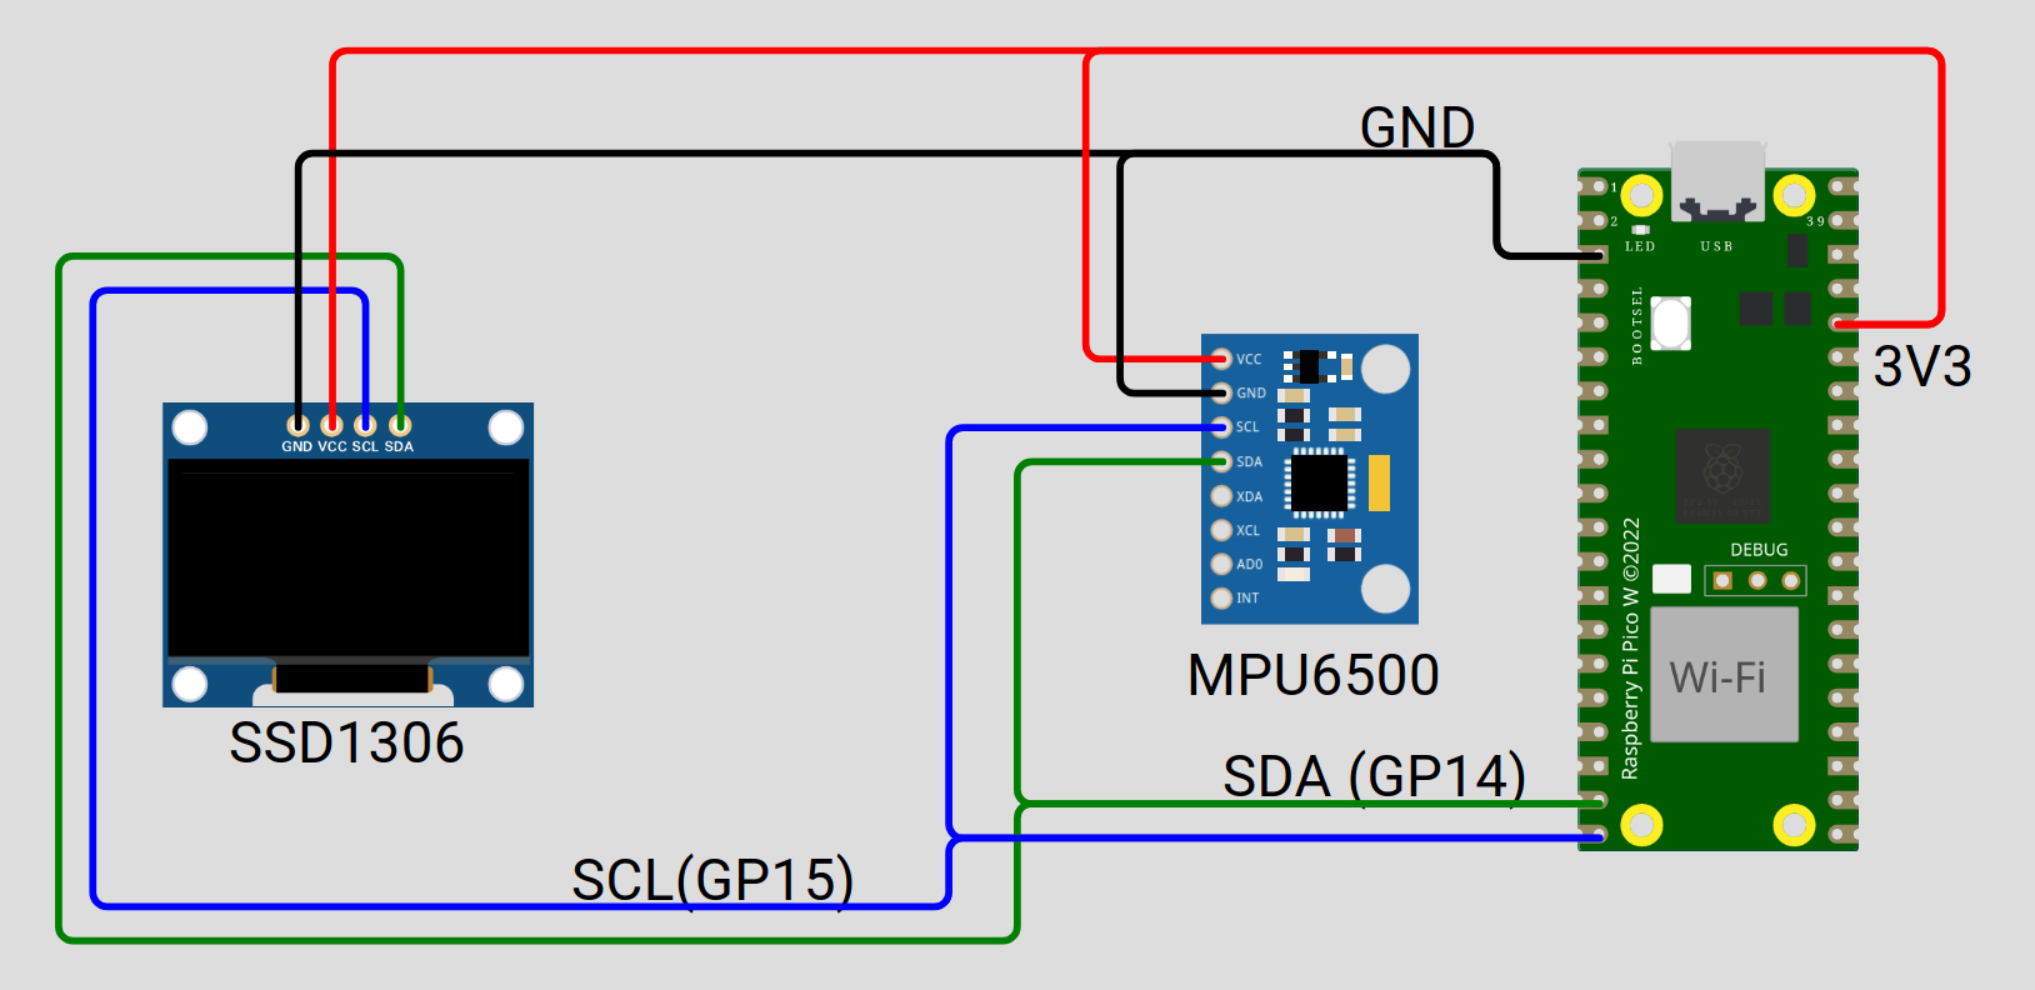 GND
1
2
39
LED
USB
BOOTSEL
3V3
VCC
GND
SCL
SDA
XDA
XCL
AD0
INT
GND VCC SCL SDA
DEBUG
Raspberry Pi Pico W ©2022
Wi-Fi
MPU6500
SSD1306
SDA (GP14)
SCL(GP15)